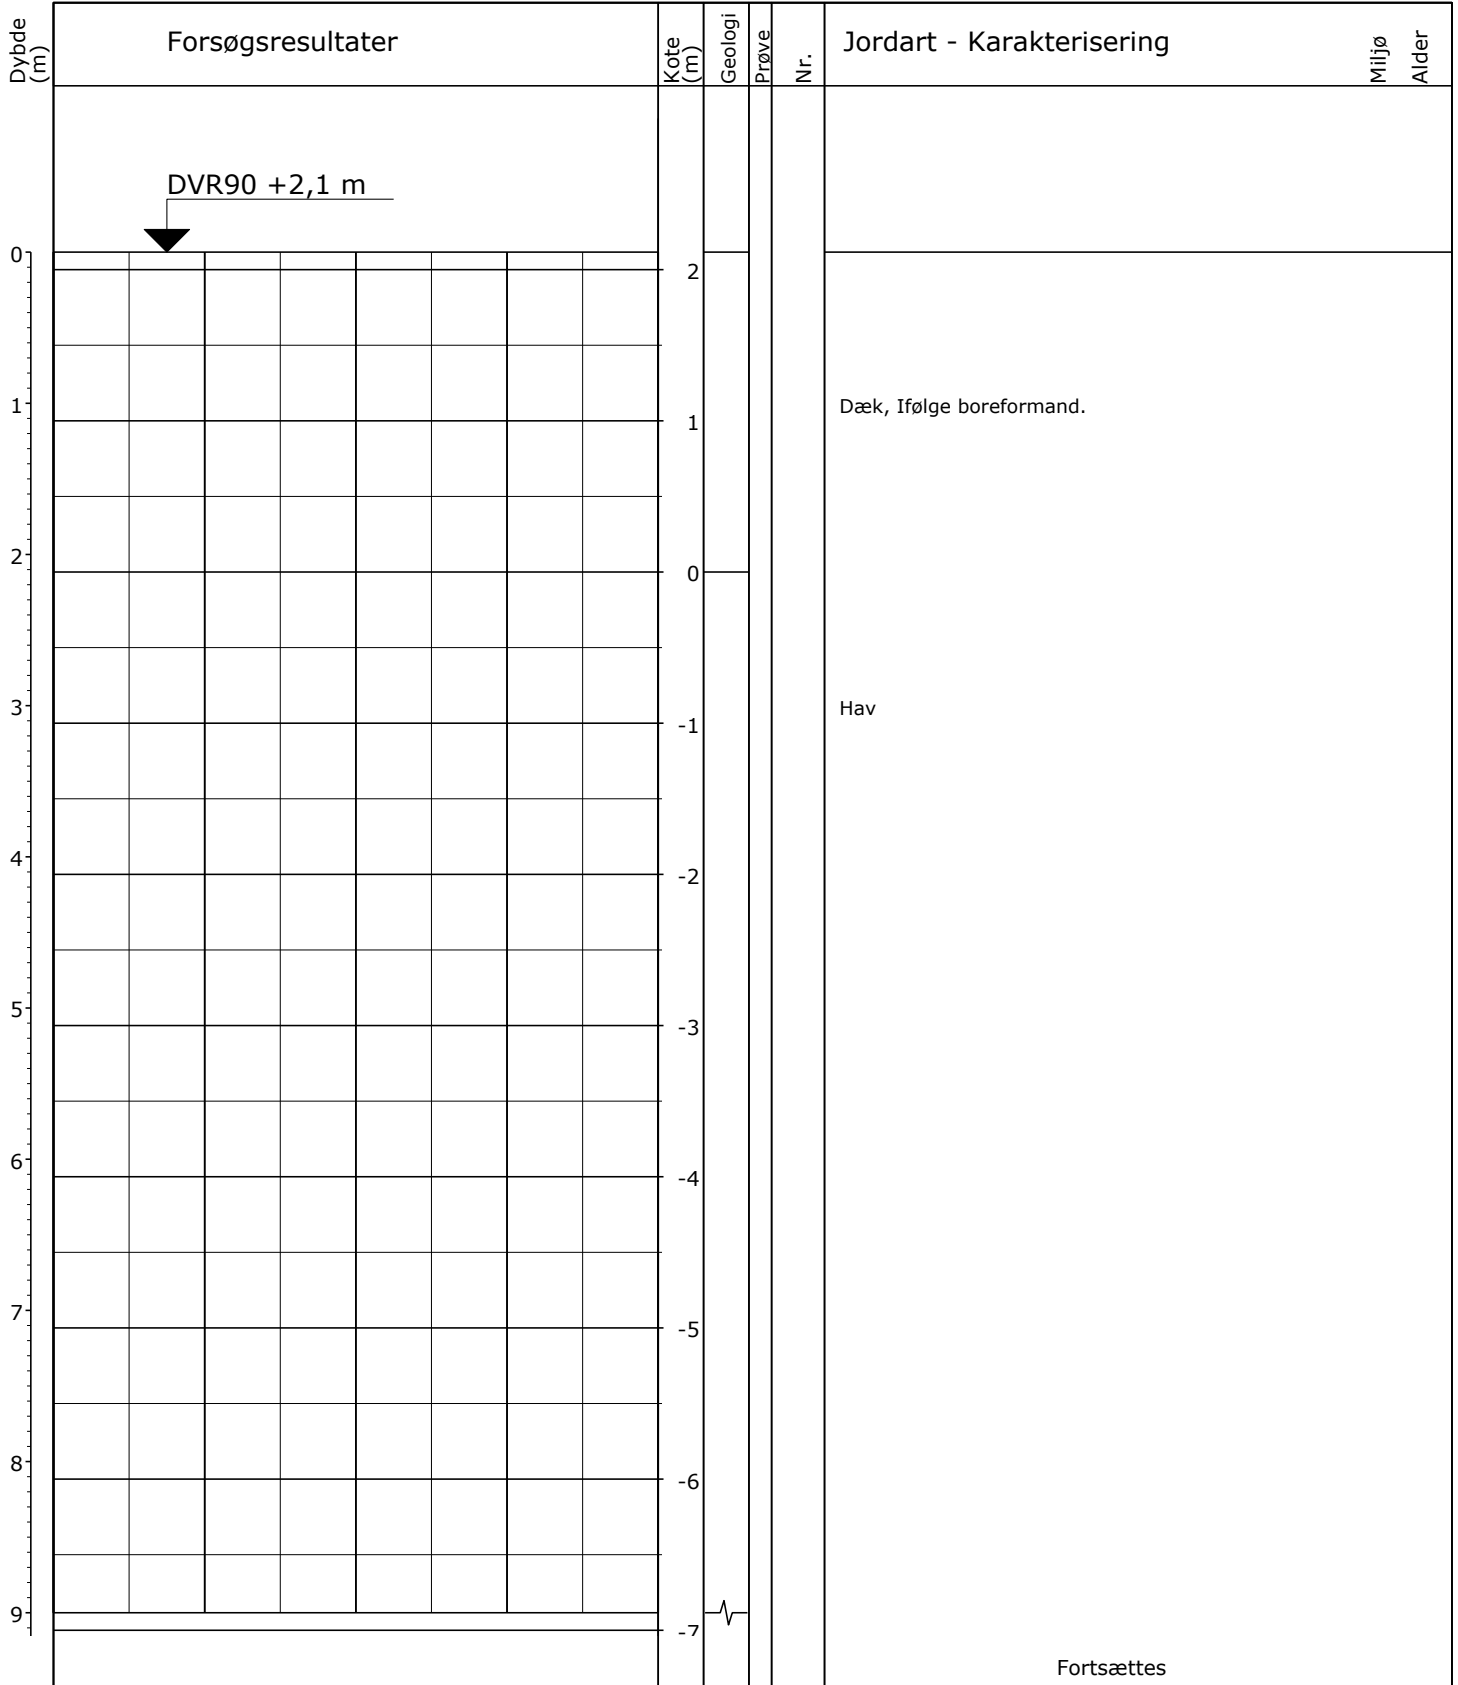 Dybde
(m)
Forsøgsresultater
Kote
(m)
Geologi
Prøve
Nr.
Jordart - Karakterisering
Miljø
Alder
DVR90 +2,1 m
0
2
1
1
Dæk, Ifølge boreformand.
2
0
3
-1
Hav
4
-2
5
-3
6
-4
7
-5
8
-6
9
-7
Fortsættes